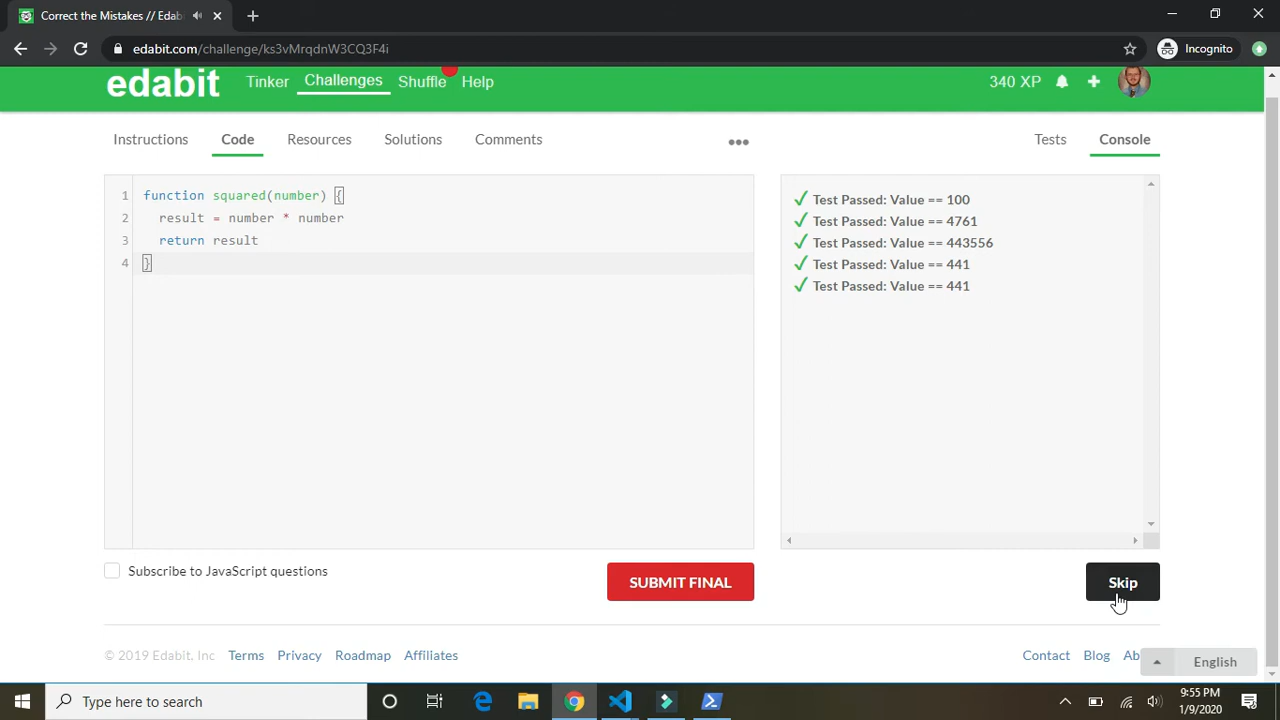 Correct the Mistakes // Edabit
edabit.com/challenge/ks3vMrqdnW3CQ3F4i
Incognito
edabit
Tinker
Challenges
Shuffle
Help
340 XP
Instructions
Code
Resources
Solutions
Comments
Tests
Console
1 function squared(number) {
2 result = number * number
3 return result
4 }
Test Passed: Value == 100
Test Passed: Value == 4761
Test Passed: Value == 443556
Test Passed: Value == 441
Test Passed: Value == 441
Subscribe to JavaScript questions
SUBMIT FINAL
Skip
© 2019 Edabit, Inc
Terms
Privacy
Roadmap
Affiliates
Contact
Blog
Ab
English
Type here to search
9:55 PM
1/9/2020